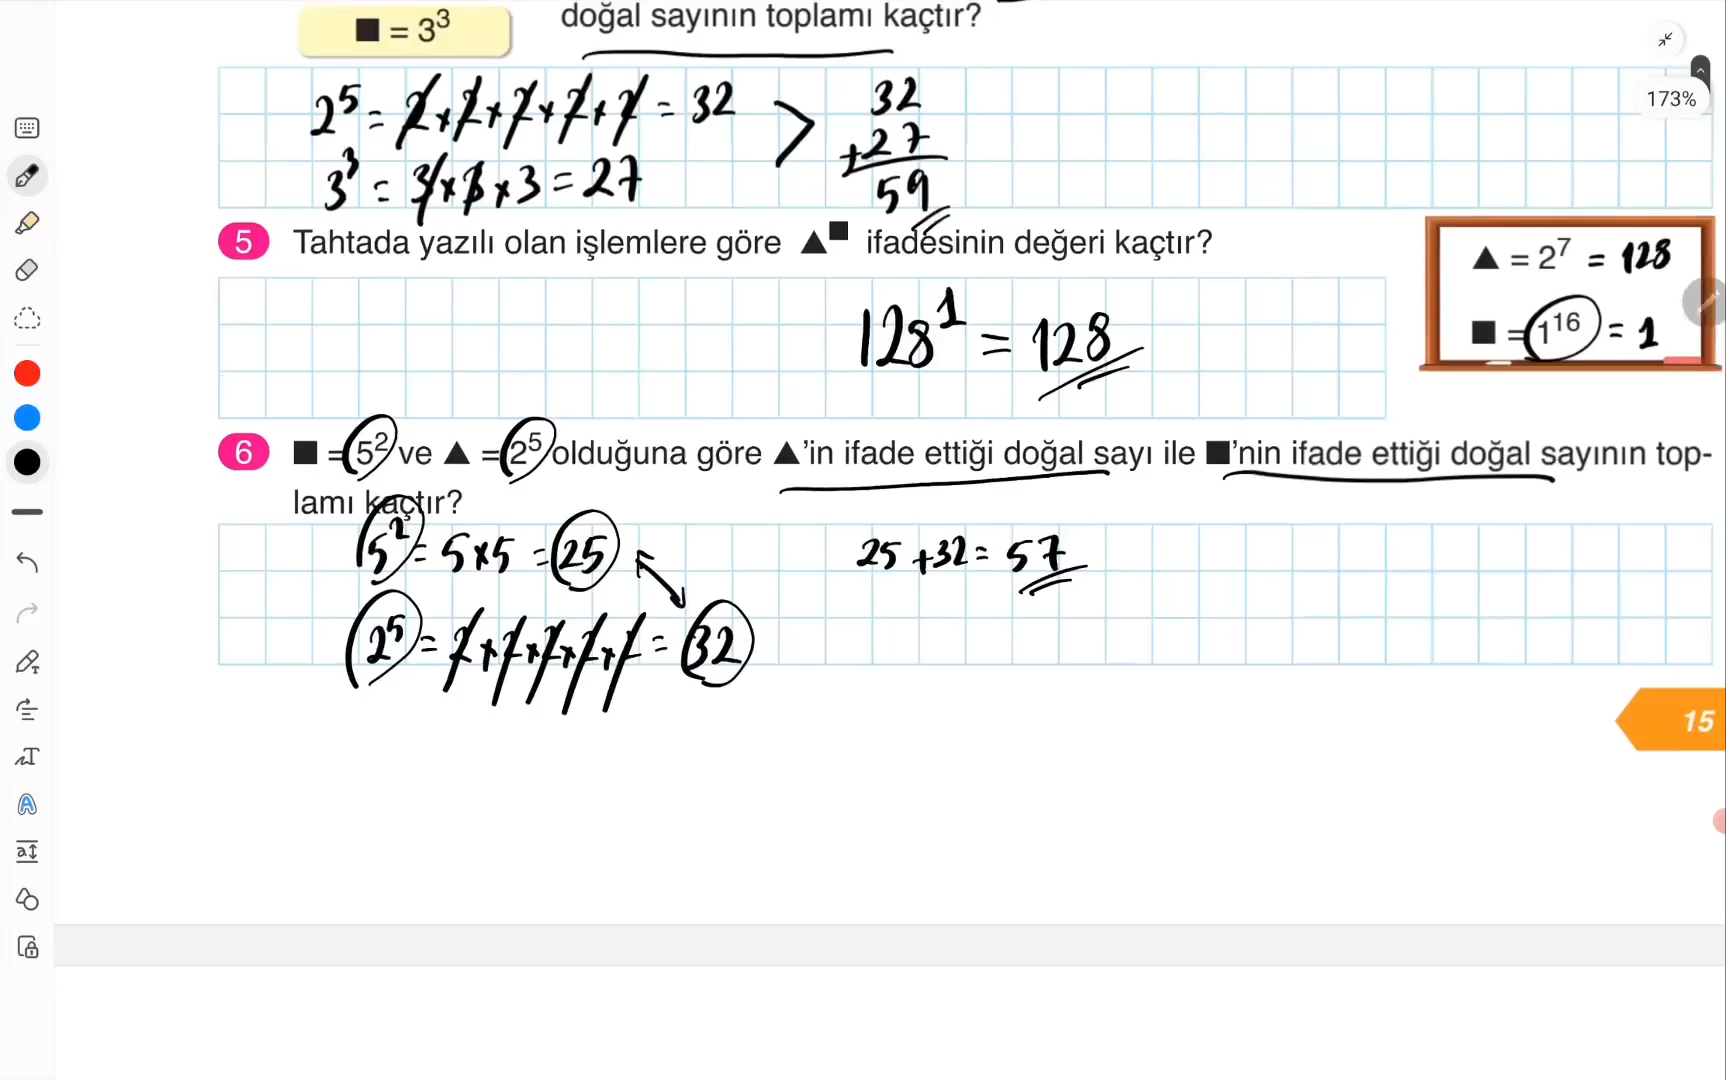 ■ = 3³
doğal sayının toplamı kaçtır?
173%
2⁵ = 2 × 2 × 2 × 2 × 2 = 32
3³ = 3 × 3 × 3 = 27
>
32
+27
59
5 Tahtada yazılı olan işlemlere göre ▲■ ifadesinin değeri kaçtır?
▲ = 2⁷ = 128
■ = 1¹⁶ = 1
128¹ = 128
6 ■ = 5² ve ▲ = 2⁵ olduğuna göre ▲'in ifade ettiği doğal sayı ile ■'nin ifade ettiği doğal sayının top-
lamı kaçtır?
5² = 5 × 5 = 25
25 + 32 = 57
2⁵ = 2 × 2 × 2 × 2 × 2 = 32
15